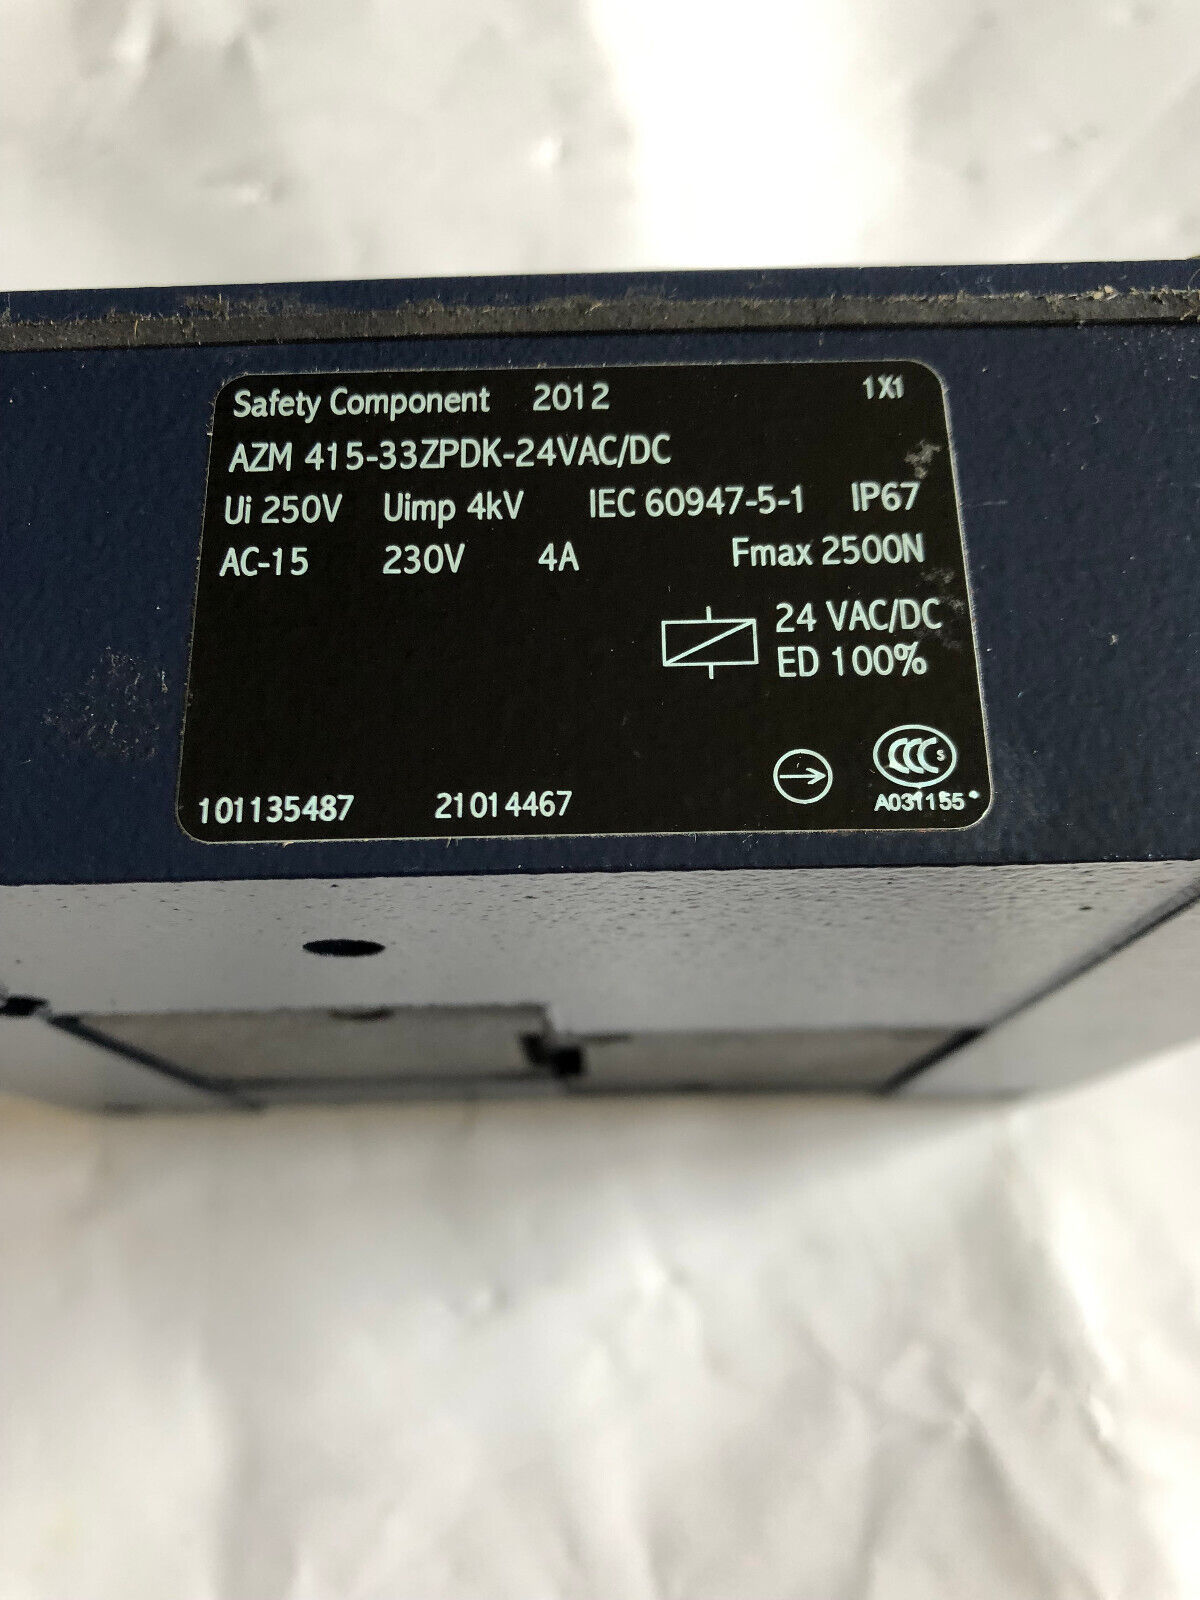 Safety Component 2012 1X1
AZM 415-33ZPDK-24VAC/DC
Ui 250V Uimp 4kV IEC 60947-5-1 IP67
AC-15 230V 4A Fmax 2500N
24 VAC/DC
ED 100%
CCC S
101135487 21014467 A031155